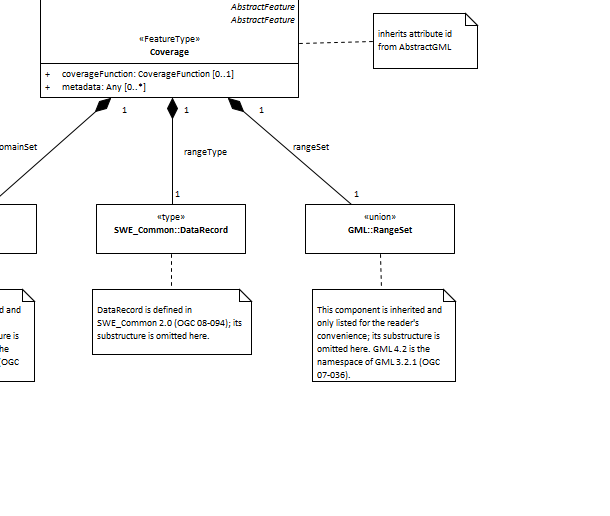 AbstractFeature
AbstractFeature
«FeatureType»
Coverage
+ coverageFunction: CoverageFunction [0..1]
+ metadata: Any [0..*]
inherits attribute id
from AbstractGML
1
1
1
omainSet
rangeType
rangeSet
1
1
«type»
SWE_Common::DataRecord
«union»
GML::RangeSet
d and
ure is
he
(OGC
DataRecord is defined in
SWE_Common 2.0 (OGC 08-094); its
substructure is omitted here.
This component is inherited and
only listed for the reader's
convenience; its substructure is
omitted here. GML 4.2 is the
namespace of GML 3.2.1 (OGC
07-036).